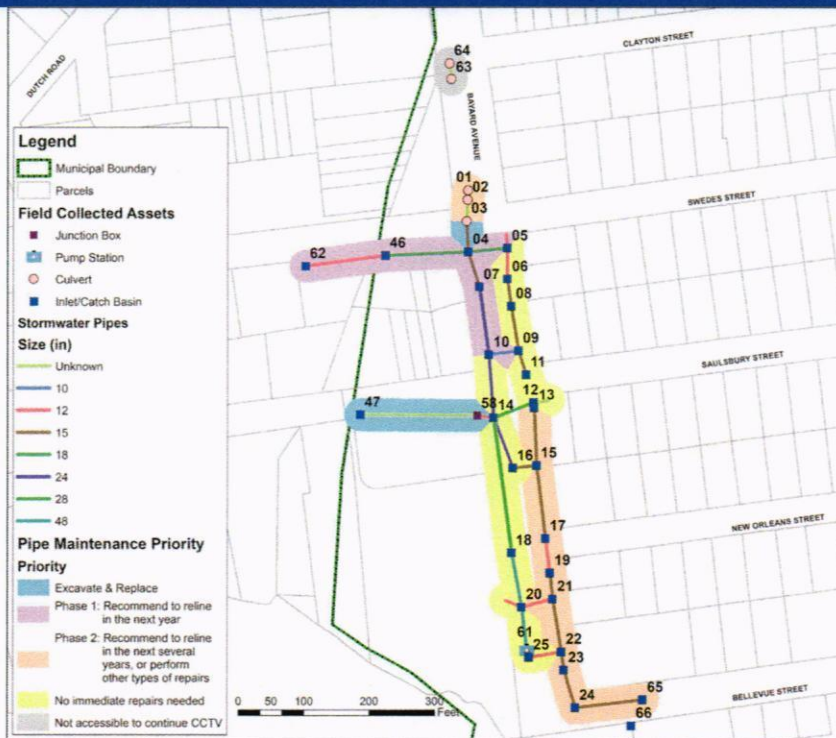 64
CLAYTON STREET
63
DUTCH ROAD
BAYARD AVENUE
Legend
Municipal Boundary
Parcels
Field Collected Assets
Junction Box
Pump Station
Culvert
Inlet/Catch Basin
Stormwater Pipes
Size (in)
Unknown
10
12
15
18
24
28
48
Pipe Maintenance Priority
Priority
Excavate & Replace
Phase 1: Recommend to reline
in the next year
Phase 2: Recommend to reline
in the next several
years, or perform
other types of repairs
No immediate repairs needed
Not accessible to continue CCTV
01
02
SWEDES STREET
03
62
46
04
05
07
06
08
10
09
11
SAULSBURY STREET
47
58
14
12
13
16
15
17
NEW ORLEANS STREET
18
19
20
21
61
25
22
23
24
65
66
BELLEVUE STREET
0 50 100 200 300
Feet